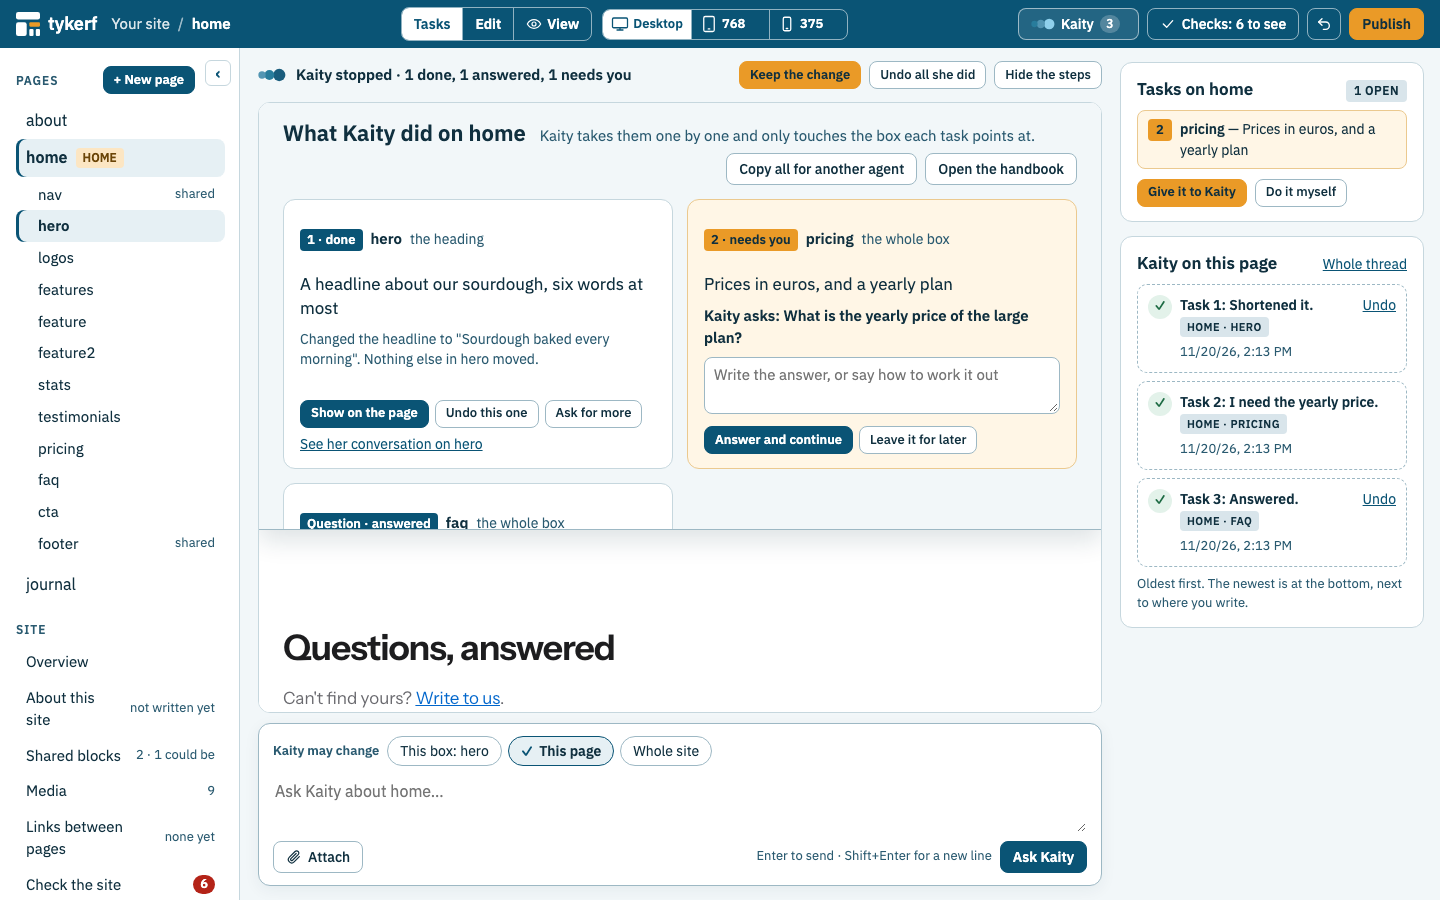 tykerf
Your site / home
Tasks
Edit
View
Desktop
768
375
Kaity 3
Checks: 6 to see
Publish
PAGES
+ New page
‹
about
home HOME
nav shared
hero
logos
features
feature
feature2
stats
testimonials
pricing
faq
cta
footer shared
journal
SITE
Overview
About this site not written yet
Shared blocks 2 · 1 could be
Media 9
Links between pages none yet
Check the site 6
Kaity stopped · 1 done, 1 answered, 1 needs you
Keep the change
Undo all she did
Hide the steps
What Kaity did on home
Kaity takes them one by one and only touches the box each task points at.
Copy all for another agent
Open the handbook
1 · done hero the heading
A headline about our sourdough, six words at
most
Changed the headline to "Sourdough baked every
morning". Nothing else in hero moved.
Show on the page
Undo this one
Ask for more
See her conversation on hero
2 · needs you pricing the whole box
Prices in euros, and a yearly plan
Kaity asks: What is the yearly price of the large
plan?
Write the answer, or say how to work it out
Answer and continue
Leave it for later
Question · answered faq the whole box
Questions, answered
Can't find yours? Write to us.
Kaity may change
This box: hero
This page
Whole site
Ask Kaity about home...
Attach
Enter to send · Shift+Enter for a new line
Ask Kaity
Tasks on home
1 OPEN
2 pricing — Prices in euros, and a
yearly plan
Give it to Kaity
Do it myself
Kaity on this page
Whole thread
Task 1: Shortened it. Undo
HOME · HERO
11/20/26, 2:13 PM
Task 2: I need the yearly price.
HOME · PRICING
11/20/26, 2:13 PM
Task 3: Answered. Undo
HOME · FAQ
11/20/26, 2:13 PM
Oldest first. The newest is at the bottom, next
to where you write.